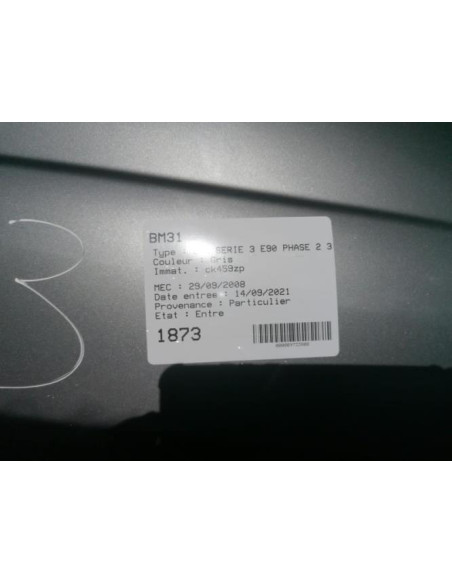 BM31
Type SERIE 3 E90 PHASE 2 3
Couleur : Gris
Immat. : ck459zp
MEC : 29/09/2008
Date entree : 14/09/2021
Provenance : Particulier
Etat : Entre
1873
3